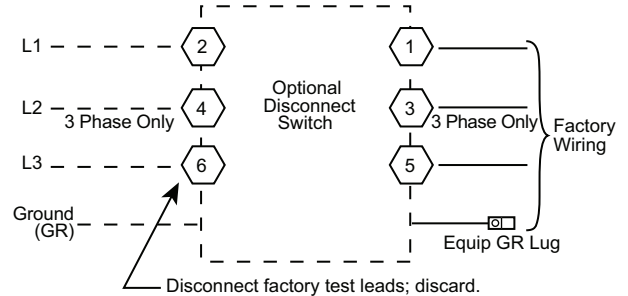 L1
2
1
L2
3 Phase Only
4
Optional
Disconnect
Switch
3
3 Phase Only
Factory
Wiring
L3
6
5
Ground
(GR)
Equip GR Lug
Disconnect factory test leads; discard.